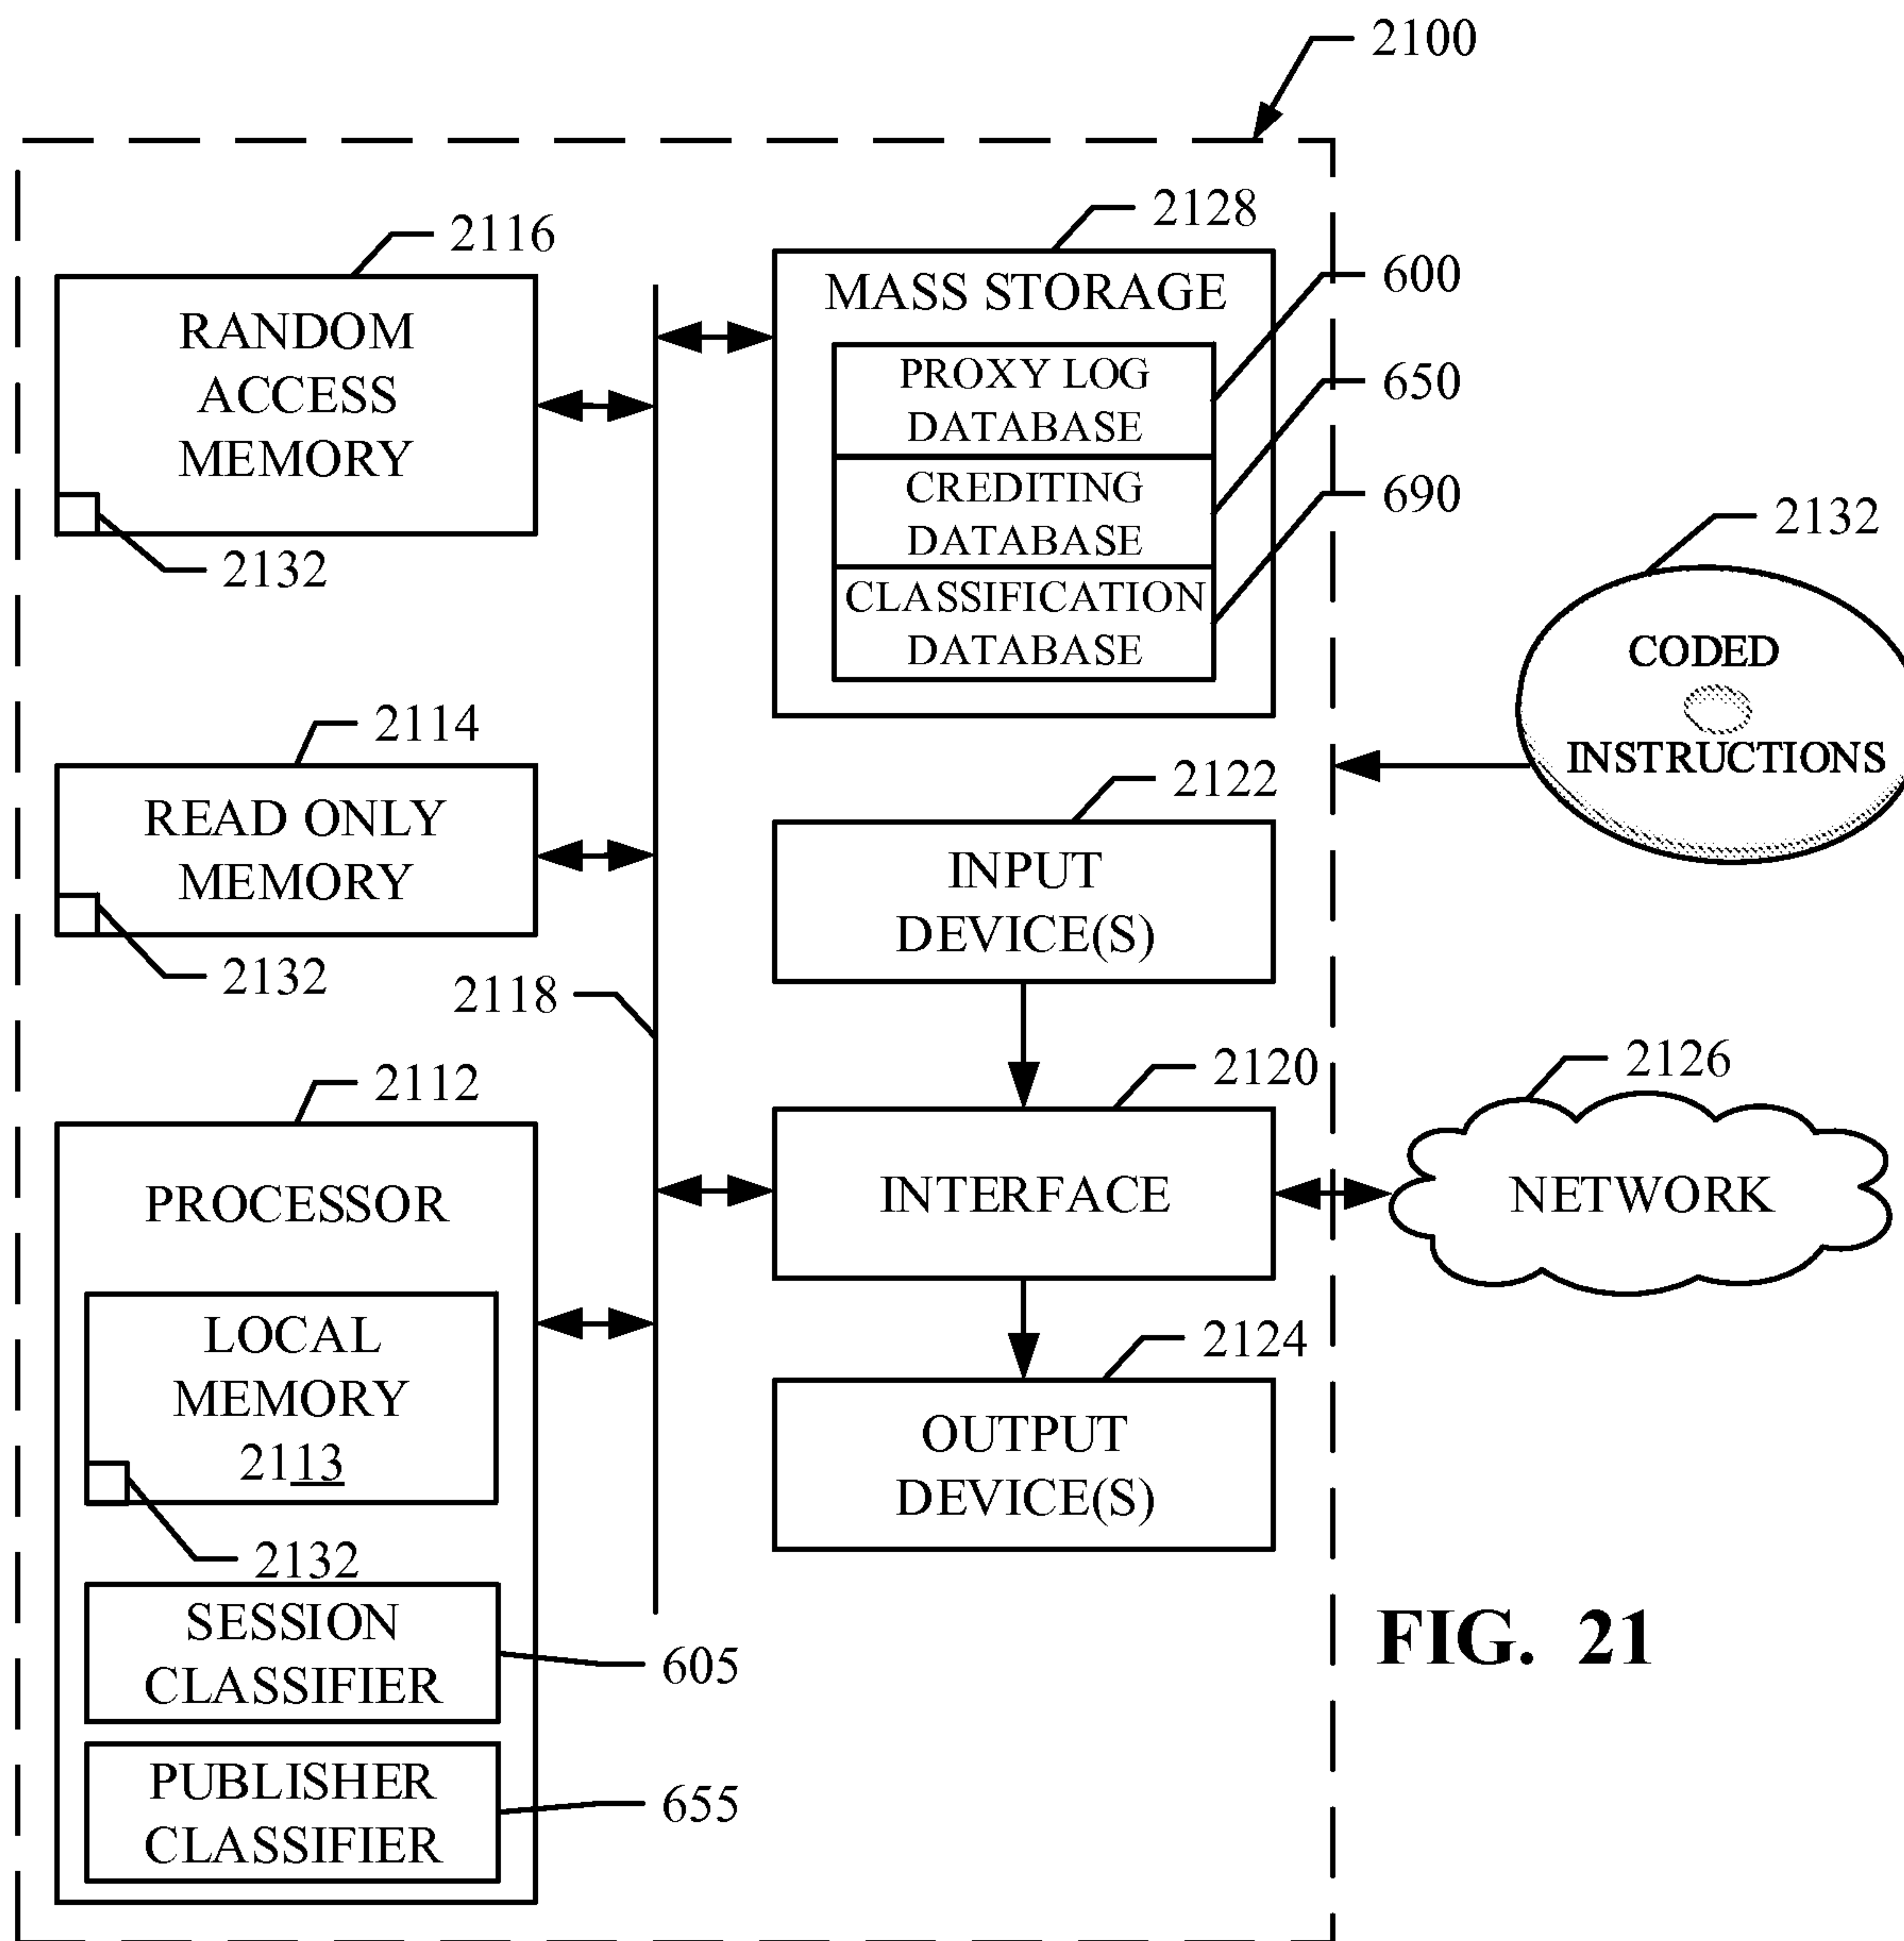 2100
2116
RANDOM
ACCESS
MEMORY
2132
2128
MASS STORAGE
PROXY LOG
DATABASE
CREDITING
DATABASE
CLASSIFICATION
DATABASE
600
650
690
2132
CODED
INSTRUCTIONS
2114
READ ONLY
MEMORY
2132
2118
2122
INPUT
DEVICE(S)
2120
INTERFACE
2126
NETWORK
2124
OUTPUT
DEVICE(S)
2112
PROCESSOR
LOCAL
MEMORY
2113
2132
SESSION
CLASSIFIER
605
PUBLISHER
CLASSIFIER
655
FIG. 21